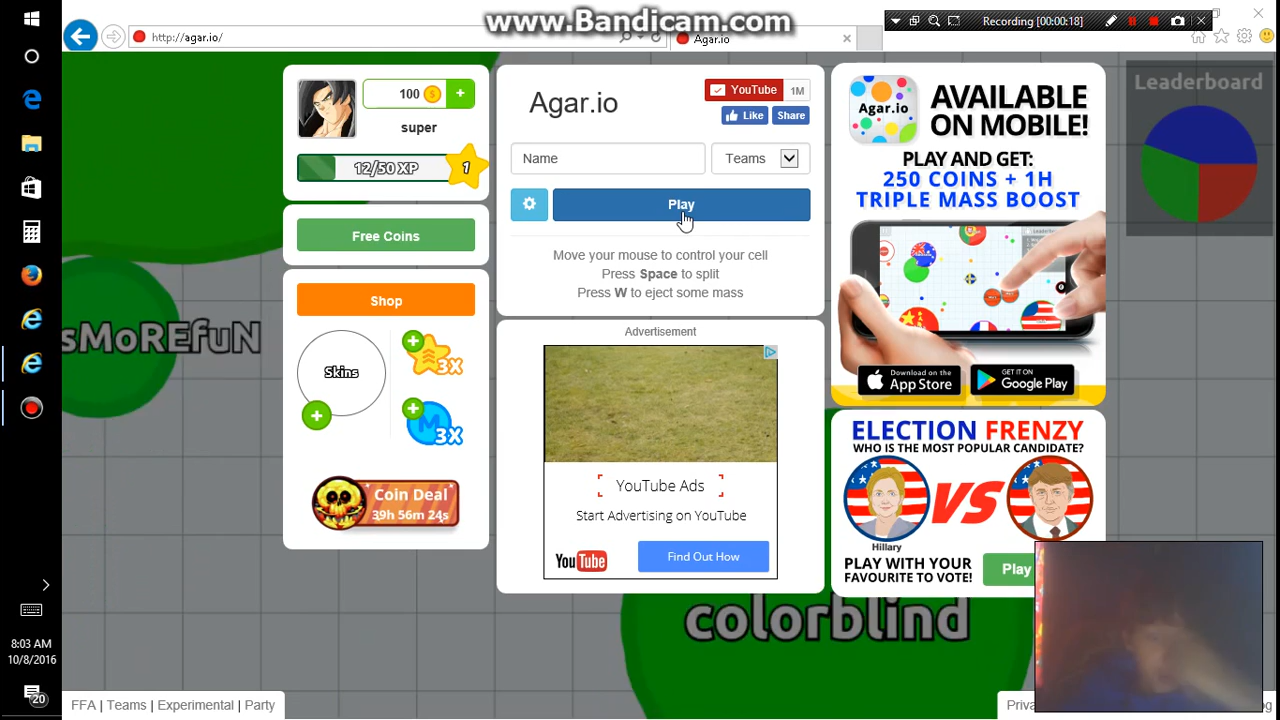 www.Bandicam.com
Recording [00:00:18]
http://agar.io/
Agar.io
100
super
12/50 XP
1
Free Coins
Shop
Skins
3X
M
3X
Coin Deal
39h 56m 24s
Agar.io
YouTube
1M
Like
Share
Name
Teams
Play
Move your mouse to control your cell
Press Space to split
Press W to eject some mass
Advertisement
YouTube Ads
Start Advertising on YouTube
YouTube
Find Out How
Agar.io
AVAILABLE
ON MOBILE!
PLAY AND GET:
250 COINS + 1H
TRIPLE MASS BOOST
Download on the
App Store
GET IT ON
Google Play
ELECTION FRENZY
WHO IS THE MOST POPULAR CANDIDATE?
VS
Hillary
PLAY WITH YOUR
FAVOURITE TO VOTE!
Play
Leaderboard
sMoREfuN
colorblind
8:03 AM
10/8/2016
20
FFA | Teams | Experimental | Party